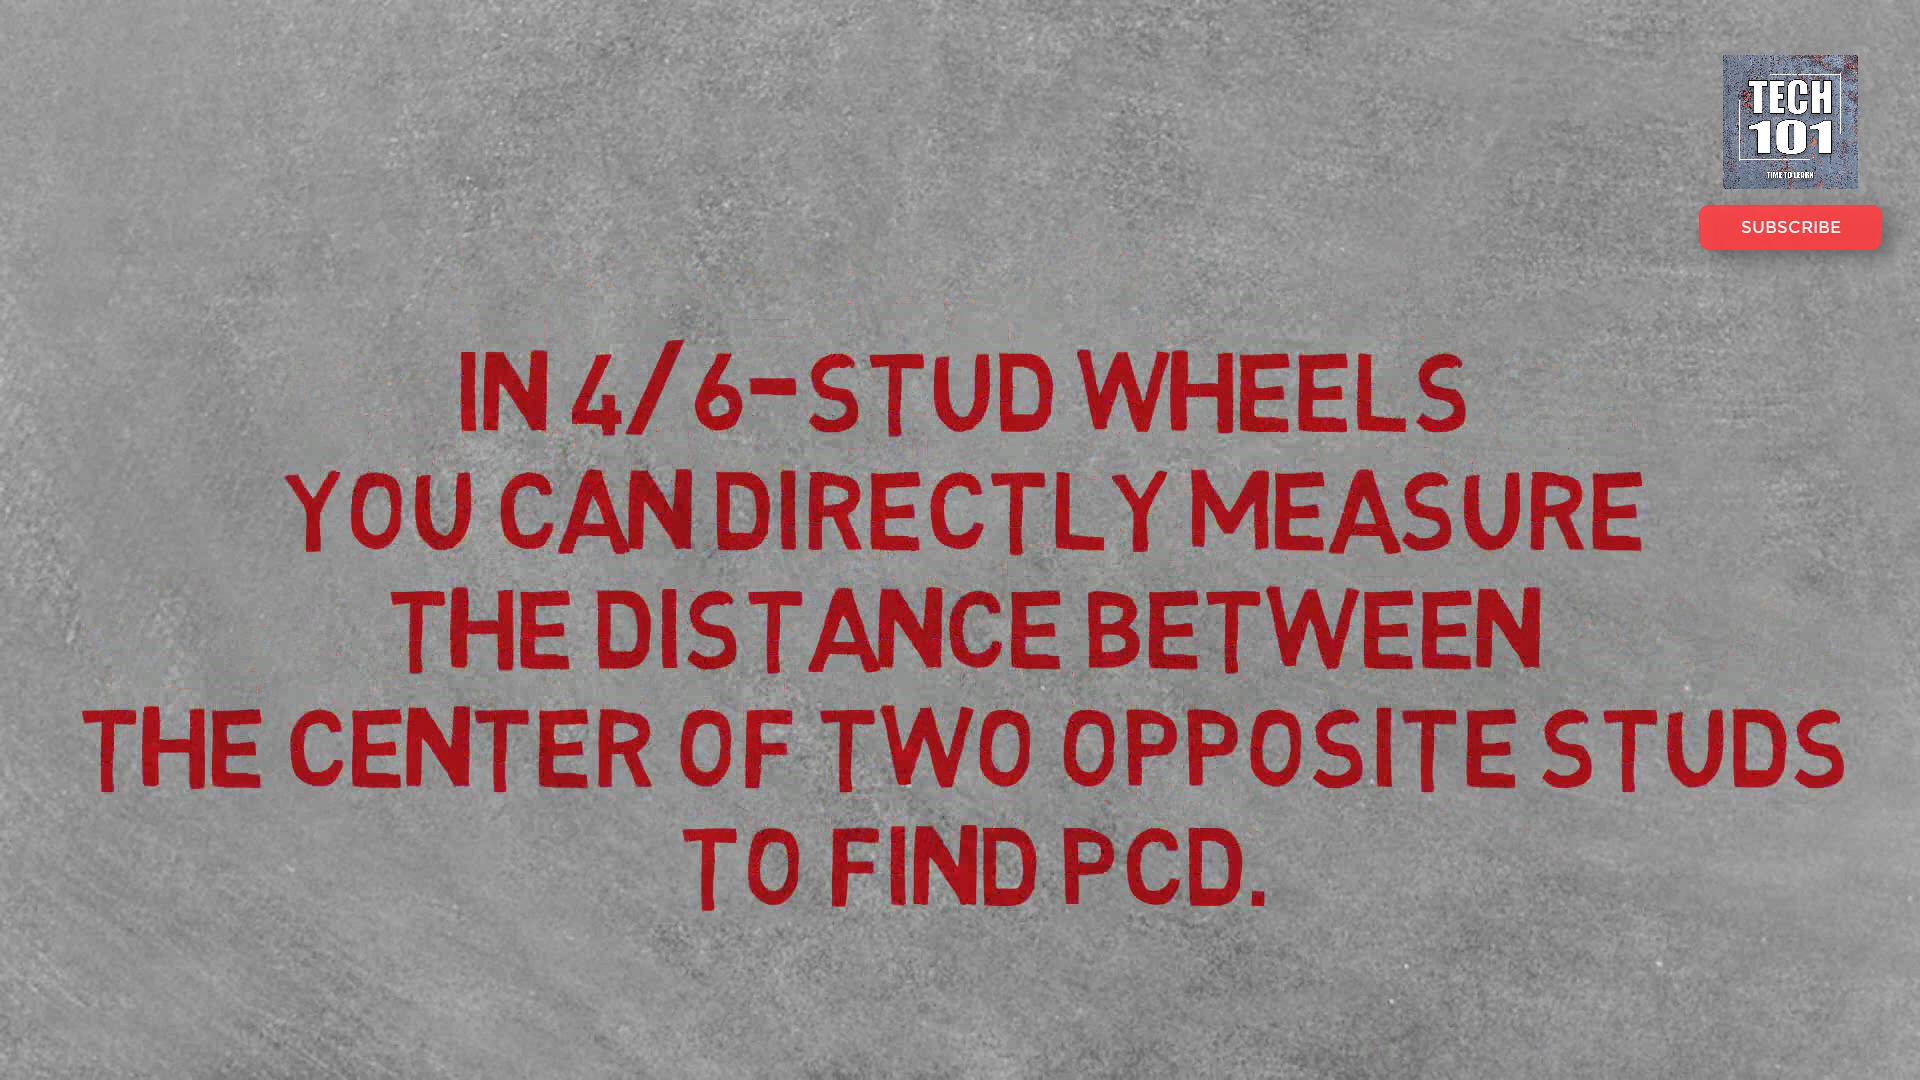 TECH
101
TIME TO LEARN
SUBSCRIBE
IN 4/6-STUD WHEELS
YOU CAN DIRECTLY MEASURE
THE DISTANCE BETWEEN
THE CENTER OF TWO OPPOSITE STUDS
TO FIND PCD.